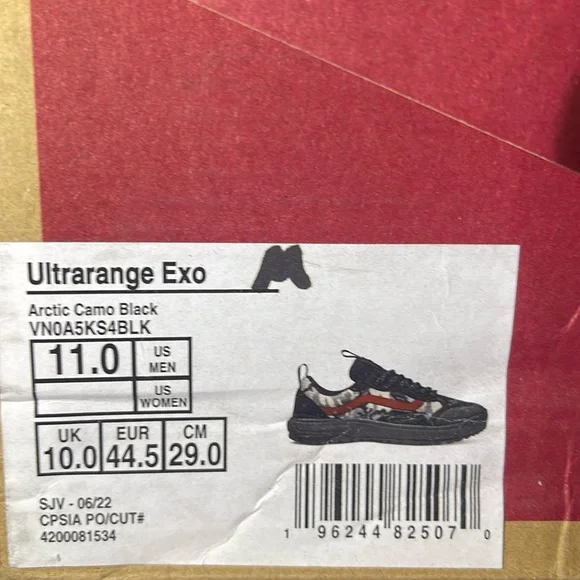 Ultrarange Exo
M
Arctic Camo Black
VN0A5KS4BLK
11.0 US MEN
US WOMEN
UK EUR CM
10.0 44.5 29.0
SJV - 06/22
CPSIA PO/CUT#
4200081534
1 96244 82507 0